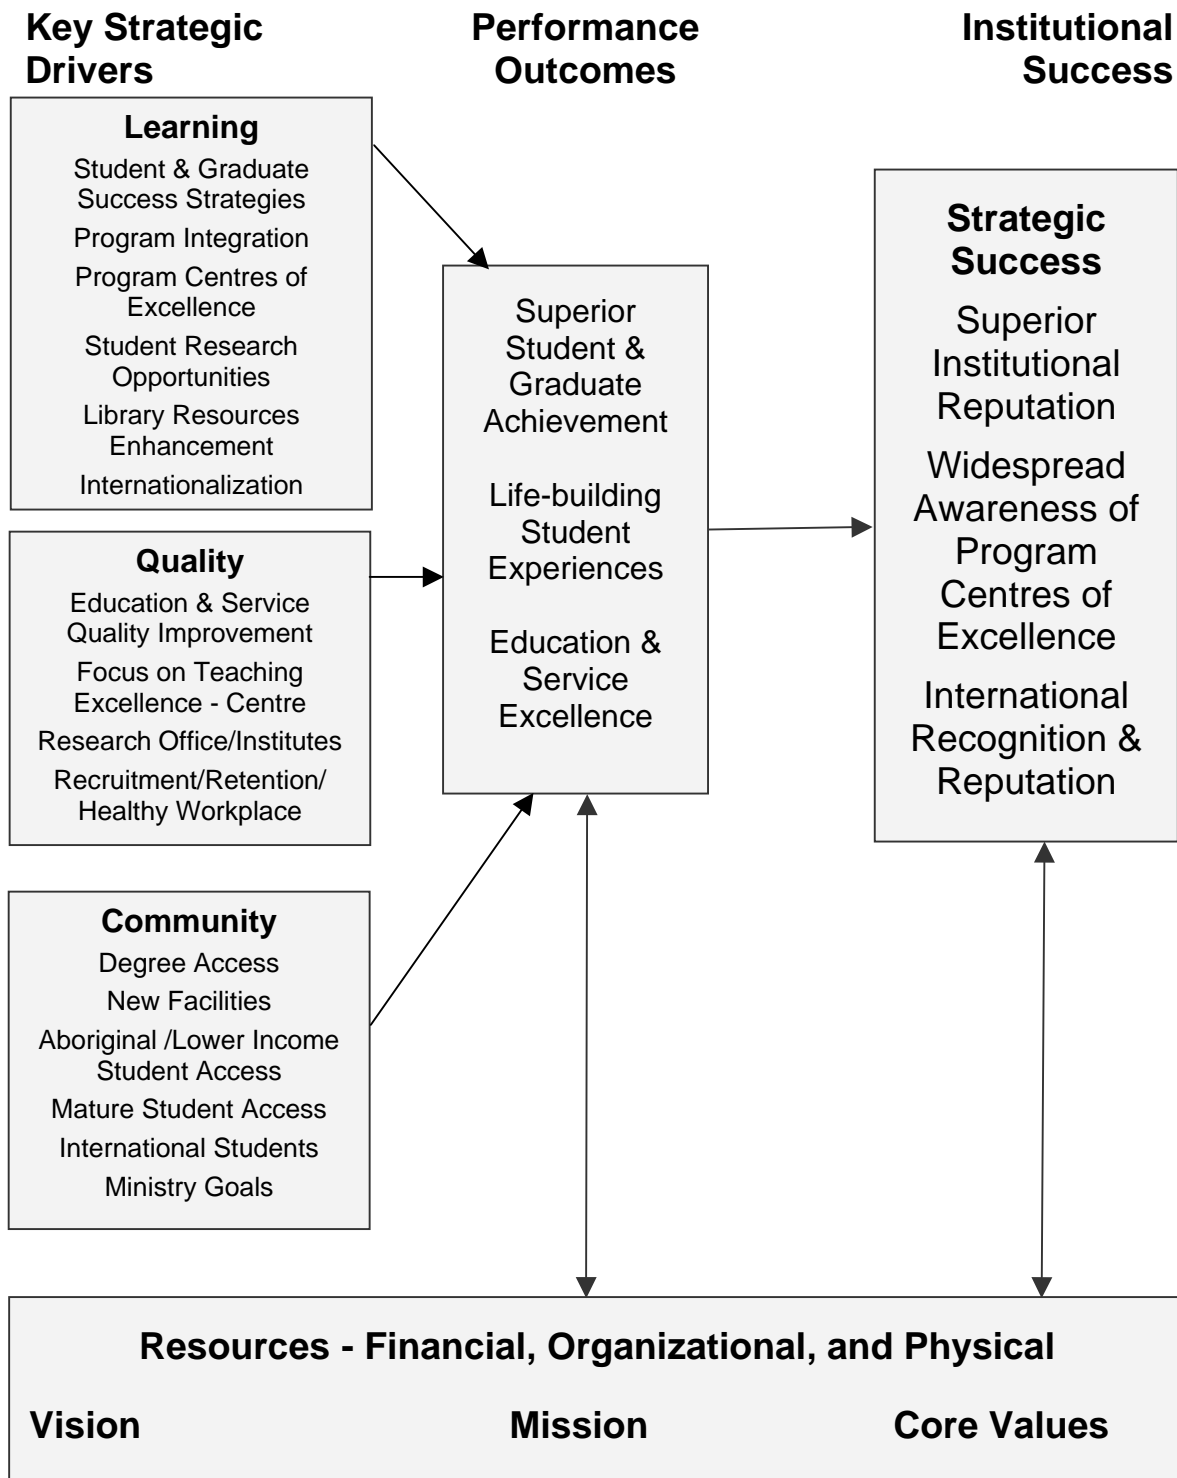 Key Strategic
Drivers
Performance
Outcomes
Institutional
Success
Learning
Student & Graduate
Success Strategies
Program Integration
Program Centres of
Excellence
Student Research
Opportunities
Library Resources
Enhancement
Internationalization
Quality
Education & Service
Quality Improvement
Focus on Teaching
Excellence - Centre
Research Office/Institutes
Recruitment/Retention/
Healthy Workplace
Community
Degree Access
New Facilities
Aboriginal /Lower Income
Student Access
Mature Student Access
International Students
Ministry Goals
Superior
Student &
Graduate
Achievement
Life-building
Student
Experiences
Education &
Service
Excellence
Strategic
Success
Superior
Institutional
Reputation
Widespread
Awareness of
Program
Centres of
Excellence
International
Recognition &
Reputation
Resources - Financial, Organizational, and Physical
Vision Mission Core Values